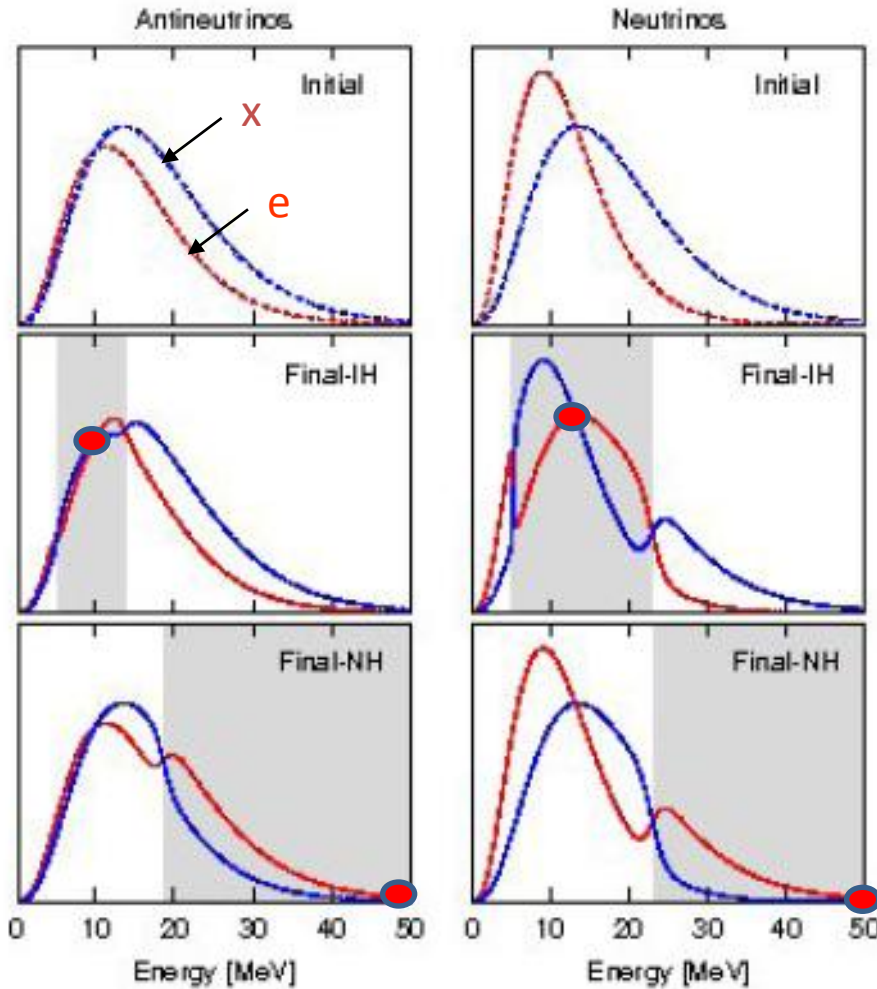 Antineutrinos
Neutrinos
Initial
x
e
Initial
Final-IH
Final-IH
Final-NH
Final-NH
0 10 20 30 40 50
0 10 20 30 40 50
Energy [MeV]
Energy [MeV]